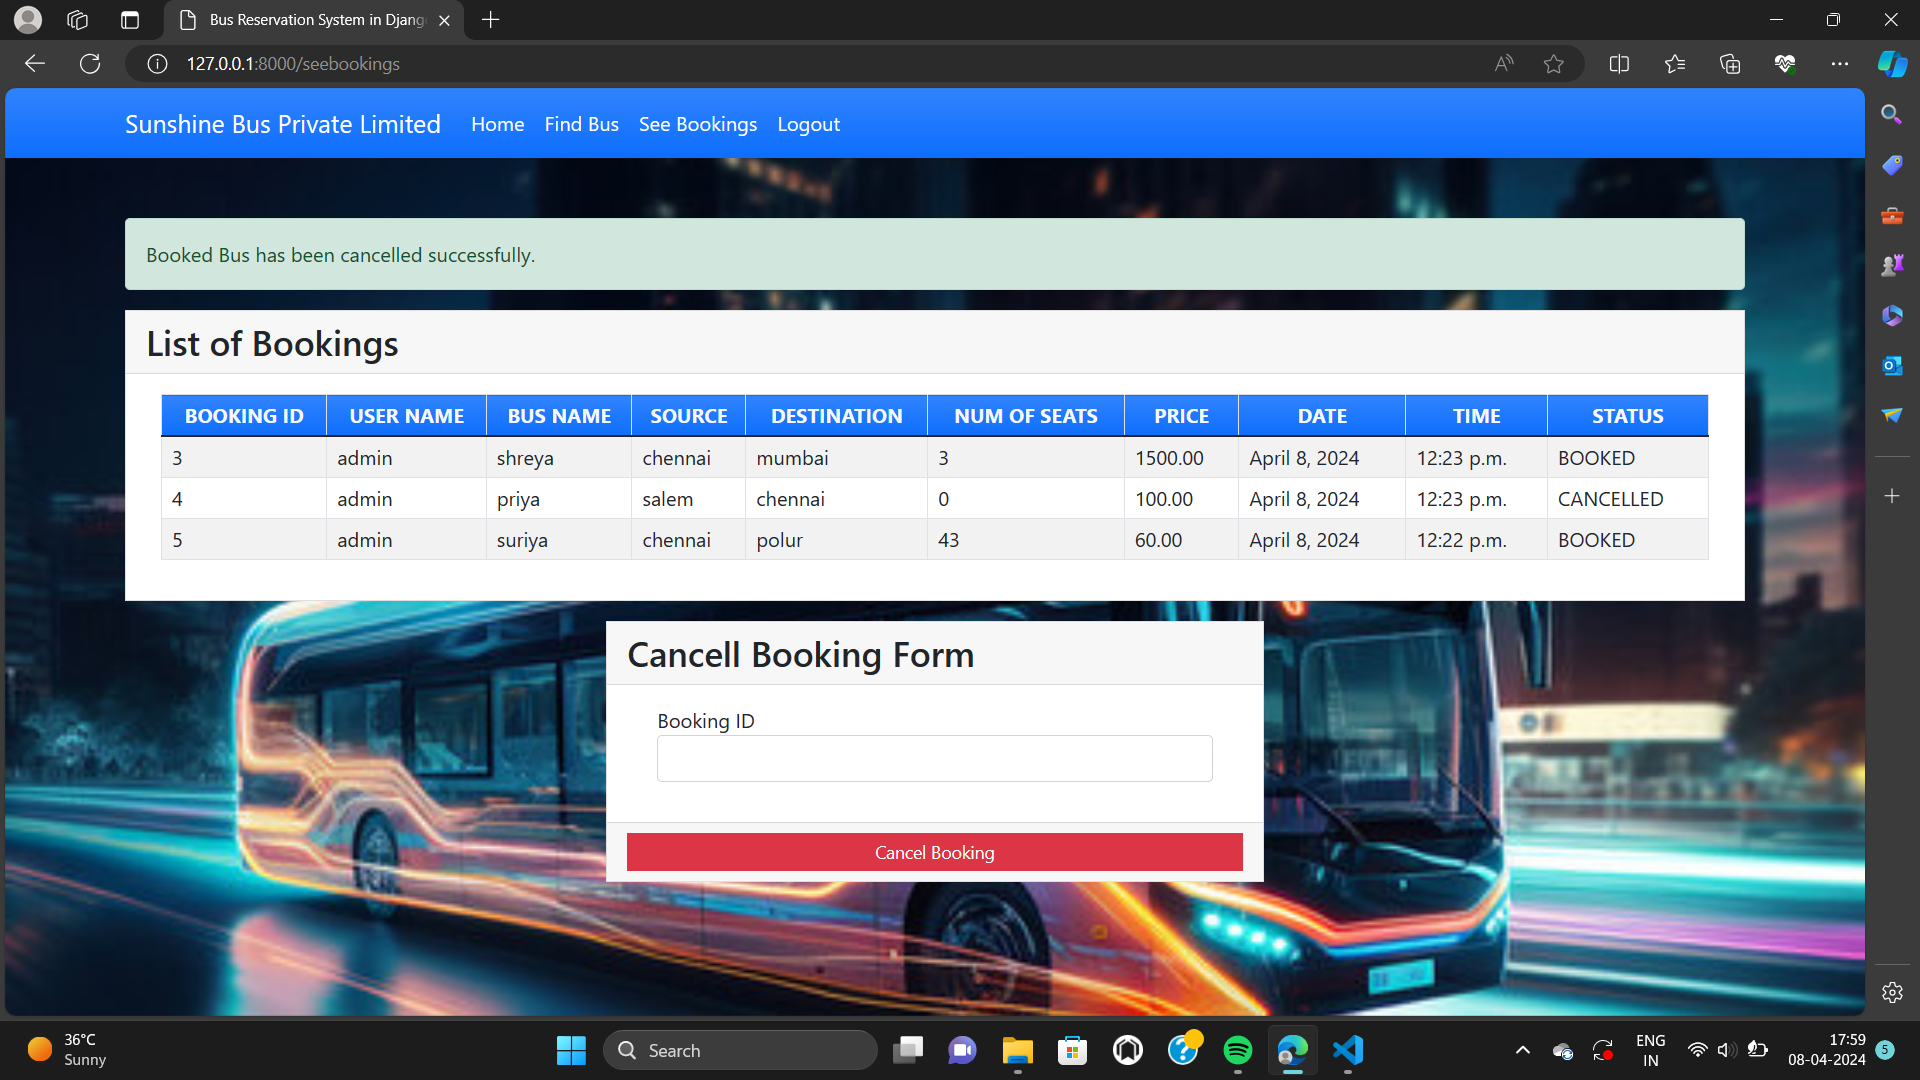 Bus Reservation System in Djang
127.0.0.1:8000/seebookings
Sunshine Bus Private Limited Home Find Bus See Bookings Logout
Booked Bus has been cancelled successfully.
List of Bookings
BOOKING ID USER NAME BUS NAME SOURCE DESTINATION NUM OF SEATS PRICE DATE TIME STATUS
3 admin shreya chennai mumbai 3 1500.00 April 8, 2024 12:23 p.m. BOOKED
4 admin priya salem chennai 0 100.00 April 8, 2024 12:23 p.m. CANCELLED
5 admin suriya chennai polur 43 60.00 April 8, 2024 12:22 p.m. BOOKED
Cancell Booking Form
Booking ID
Cancel Booking
36°C
Sunny
Search
ENG
IN
17:59
08-04-2024
5